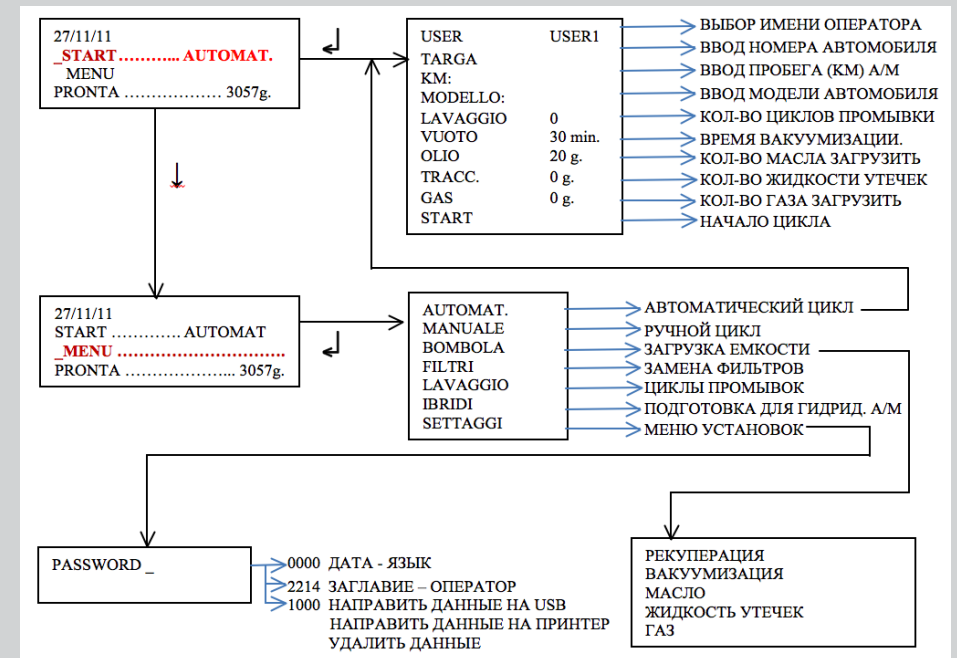 27/11/11
_START........... AUTOMAT.
MENU
PRONTA ................. 3057g.
USER USER1
TARGA
KM:
MODELLO:
LAVAGGIO 0
VUOTO 30 min.
OLIO 20 g.
TRACC. 0 g.
GAS 0 g.
START
ВЫБОР ИМЕНИ ОПЕРАТОРА
ВВОД НОМЕРА АВТОМОБИЛЯ
ВВОД ПРОБЕГА (КМ) А/М
ВВОД МОДЕЛИ АВТОМОБИЛЯ
КОЛ-ВО ЦИКЛОВ ПРОМЫВКИ
ВРЕМЯ ВАКУУМИЗАЦИИ.
КОЛ-ВО МАСЛА ЗАГРУЗИТЬ
КОЛ-ВО ЖИДКОСТИ УТЕЧЕК
КОЛ-ВО ГАЗА ЗАГРУЗИТЬ
НАЧАЛО ЦИКЛА
27/11/11
START ............. AUTOMAT
_MENU ..............................
PRONTA ..................... 3057g.
AUTOMAT.
MANUALE
BOMBOLA
FILTRI
LAVAGGIO
IBRIDI
SETTAGGI
АВТОМАТИЧЕСКИЙ ЦИКЛ
РУЧНОЙ ЦИКЛ
ЗАГРУЗКА ЕМКОСТИ
ЗАМЕНА ФИЛЬТРОВ
ЦИКЛЫ ПРОМЫВОК
ПОДГОТОВКА ДЛЯ ГИДРИД. А/М
МЕНЮ УСТАНОВОК
PASSWORD _
0000 ДАТА - ЯЗЫК
2214 ЗАГЛАВИЕ – ОПЕРАТОР
1000 НАПРАВИТЬ ДАННЫЕ НА USB
НАПРАВИТЬ ДАННЫЕ НА ПРИНТЕР
УДАЛИТЬ ДАННЫЕ
РЕКУПЕРАЦИЯ
ВАКУУМИЗАЦИЯ
МАСЛО
ЖИДКОСТЬ УТЕЧЕК
ГАЗ